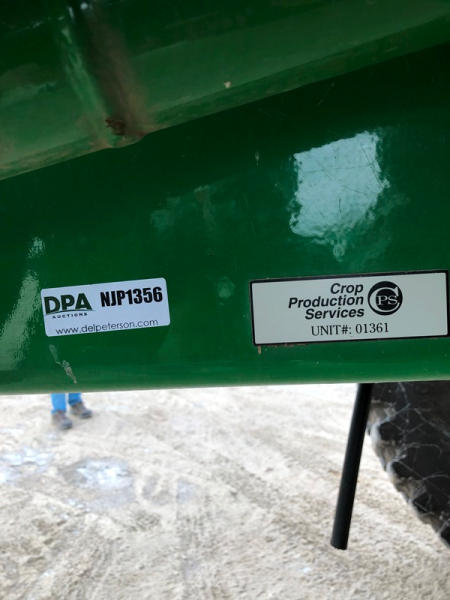 DPA NJP1356
AUCTIONS
www.delpeterson.com
Crop
Production
Services
CPS
UNIT#: 01361